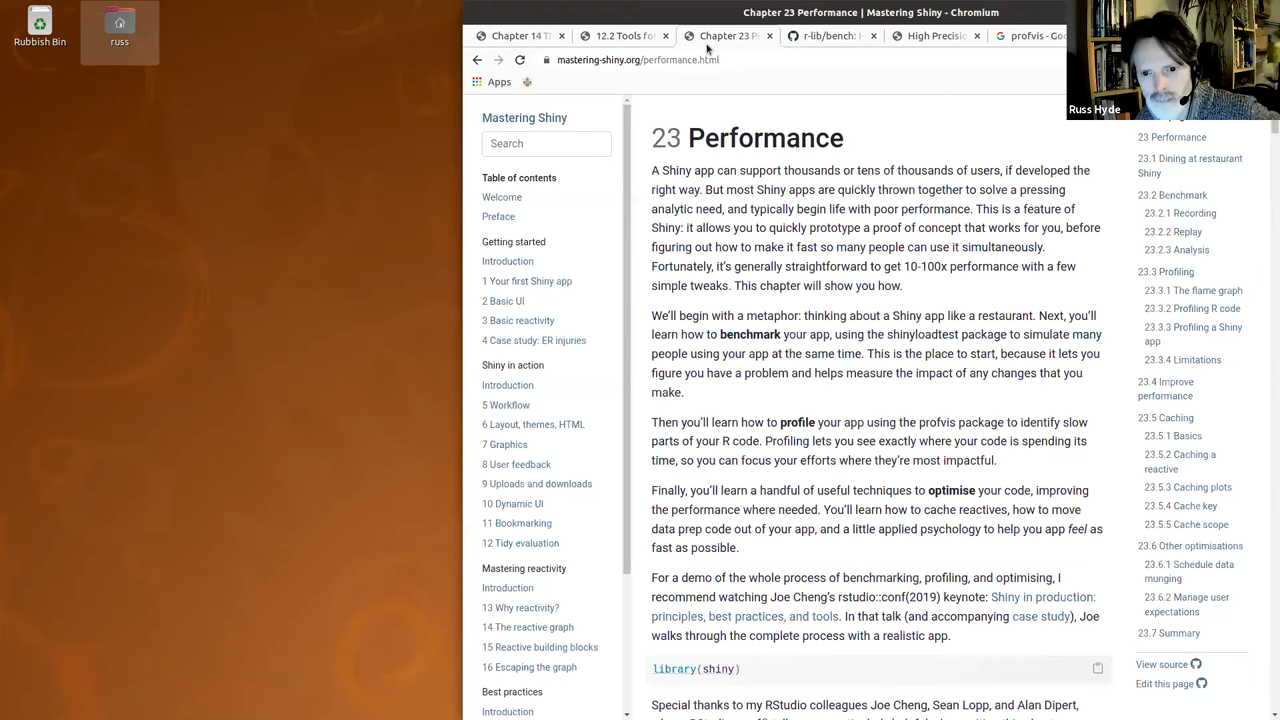 Rubbish Bin
russ
Chapter 23 Performance | Mastering Shiny - Chromium
Chapter 14 T
12.2 Tools fo
Chapter 23 P
r-lib/bench: H
High Precisio
profvis - Goo
mastering-shiny.org/performance.html
Apps
Russ Hyde
Mastering Shiny
Search
Table of contents
Welcome
Preface
Getting started
Introduction
1 Your first Shiny app
2 Basic UI
3 Basic reactivity
4 Case study: ER injuries
Shiny in action
Introduction
5 Workflow
6 Layout, themes, HTML
7 Graphics
8 User feedback
9 Uploads and downloads
10 Dynamic UI
11 Bookmarking
12 Tidy evaluation
Mastering reactivity
Introduction
13 Why reactivity?
14 The reactive graph
15 Reactive building blocks
16 Escaping the graph
Best practices
Introduction
23 Performance
A Shiny app can support thousands or tens of thousands of users, if developed the
right way. But most Shiny apps are quickly thrown together to solve a pressing
analytic need, and typically begin life with poor performance. This is a feature of
Shiny: it allows you to quickly prototype a proof of concept that works for you, before
figuring out how to make it fast so many people can use it simultaneously.
Fortunately, it's generally straightforward to get 10-100x performance with a few
simple tweaks. This chapter will show you how.
We'll begin with a metaphor: thinking about a Shiny app like a restaurant. Next, you'll
learn how to benchmark your app, using the shinyloadtest package to simulate many
people using your app at the same time. This is the place to start, because it lets you
figure you have a problem and helps measure the impact of any changes that you
make.
Then you'll learn how to profile your app using the profvis package to identify slow
parts of your R code. Profiling lets you see exactly where your code is spending its
time, so you can focus your efforts where they're most impactful.
Finally, you'll learn a handful of useful techniques to optimise your code, improving
the performance where needed. You'll learn how to cache reactives, how to move
data prep code out of your app, and a little applied psychology to help you app feel as
fast as possible.
For a demo of the whole process of benchmarking, profiling, and optimising, I
recommend watching Joe Cheng's rstudio::conf(2019) keynote: Shiny in production:
principles, best practices, and tools. In that talk (and accompanying case study), Joe
walks through the complete process with a realistic app.
library(shiny)
Special thanks to my RStudio colleagues Joe Cheng, Sean Lopp, and Alan Dipert,
23 Performance
23.1 Dining at restaurant
Shiny
23.2 Benchmark
23.2.1 Recording
23.2.2 Replay
23.2.3 Analysis
23.3 Profiling
23.3.1 The flame graph
23.3.2 Profiling R code
23.3.3 Profiling a Shiny
app
23.3.4 Limitations
23.4 Improve
performance
23.5 Caching
23.5.1 Basics
23.5.2 Caching a
reactive
23.5.3 Caching plots
23.5.4 Cache key
23.5.5 Cache scope
23.6 Other optimisations
23.6.1 Schedule data
munging
23.6.2 Manage user
expectations
23.7 Summary
View source
Edit this page